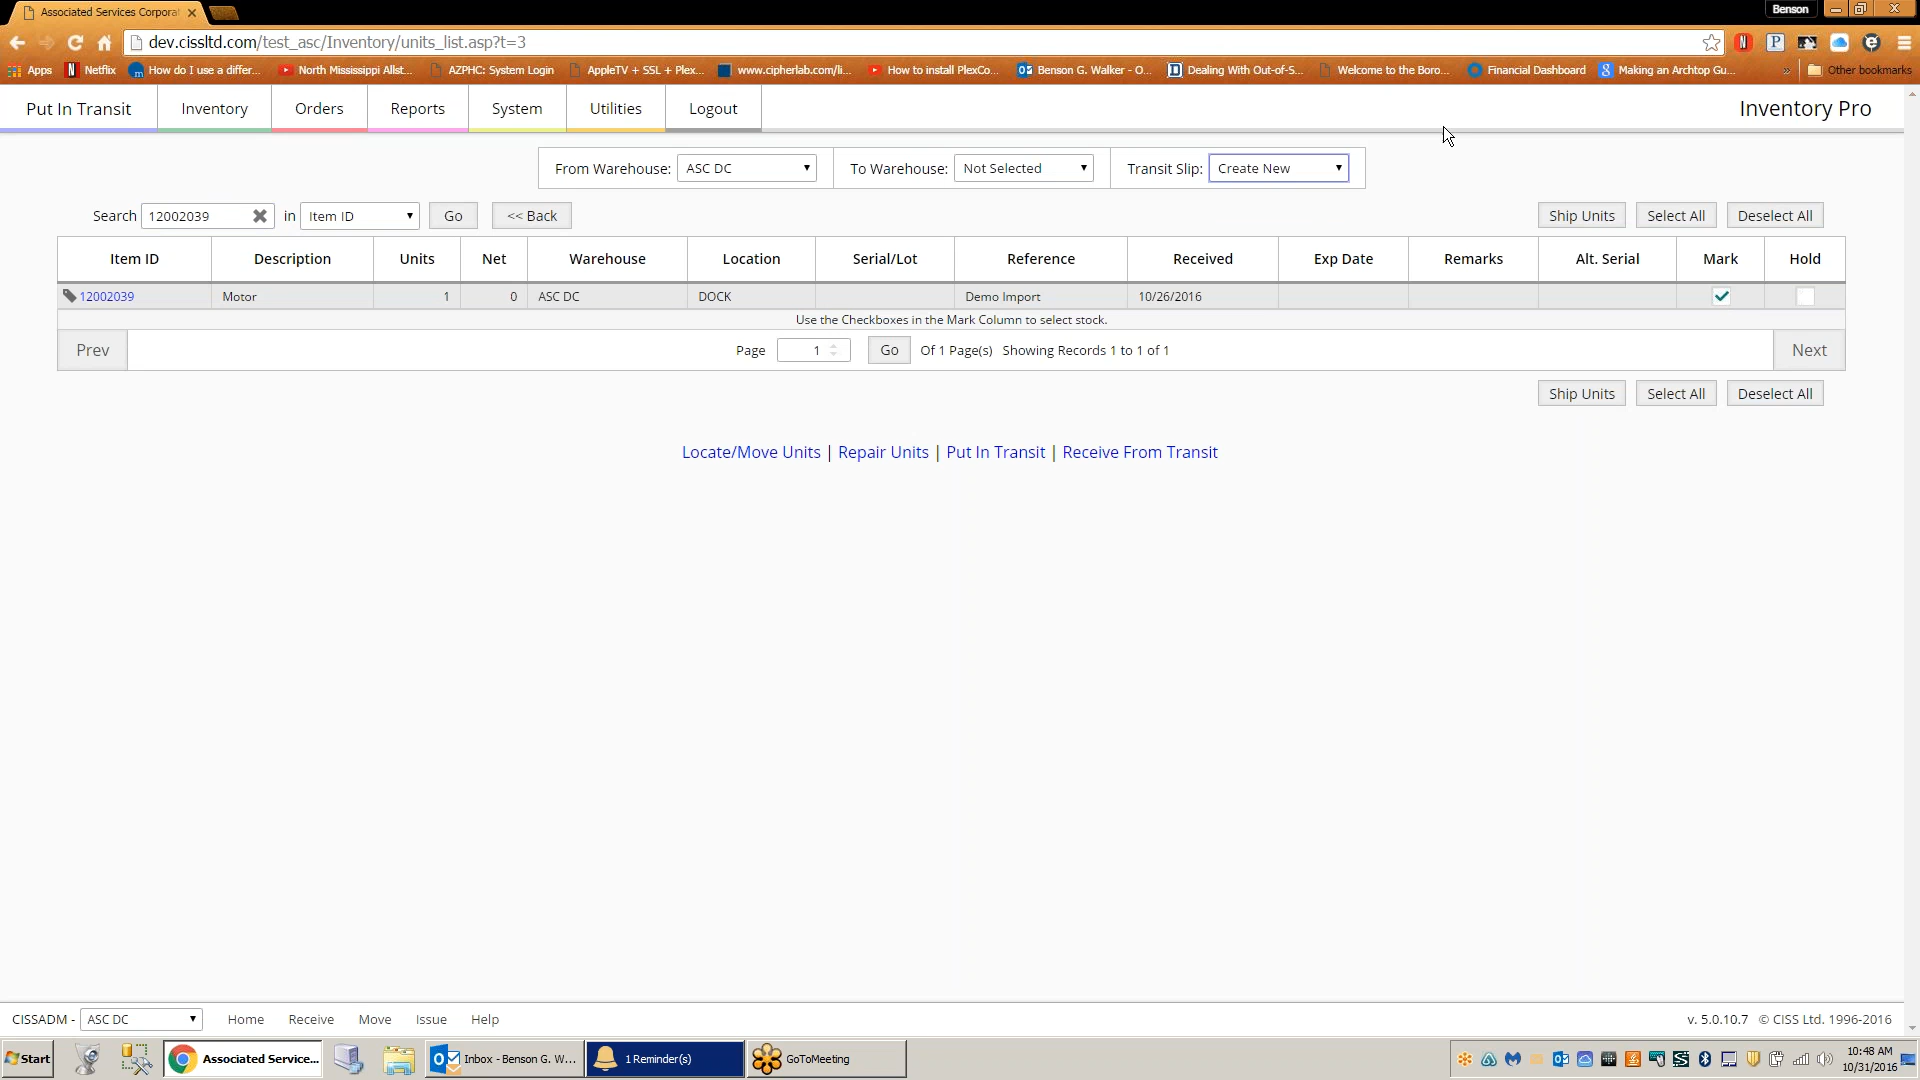 Associated Services Corporat
Benson
dev.cissltd.com/test_asc/Inventory/units_list.asp?t=3
Apps Netflix How do I use a differ... North Mississippi Allst... AZPHC: System Login AppleTV + SSL + Plex... www.cipherlab.com/li... How to install PlexCo... Benson G. Walker - O... Dealing With Out-of-S... Welcome to the Boro... Financial Dashboard Making an Archtop Gu... » Other bookmarks
Put In Transit Inventory Orders Reports System Utilities Logout Inventory Pro
From Warehouse: ASC DC To Warehouse: Not Selected Transit Slip: Create New
Search 12002039 in Item ID Go << Back Ship Units Select All Deselect All
Item ID Description Units Net Warehouse Location Serial/Lot Reference Received Exp Date Remarks Alt. Serial Mark Hold
12002039 Motor 1 0 ASC DC DOCK Demo Import 10/26/2016
Use the Checkboxes in the Mark Column to select stock.
Prev Page 1 Go Of 1 Page(s) Showing Records 1 to 1 of 1 Next
Ship Units Select All Deselect All
Locate/Move Units | Repair Units | Put In Transit | Receive From Transit
CISSADM - ASC DC Home Receive Move Issue Help v. 5.0.10.7 © CISS Ltd. 1996-2016
Start Associated Service... Inbox - Benson G. W... 1 Reminder(s) GoToMeeting 10:48 AM
10/31/2016